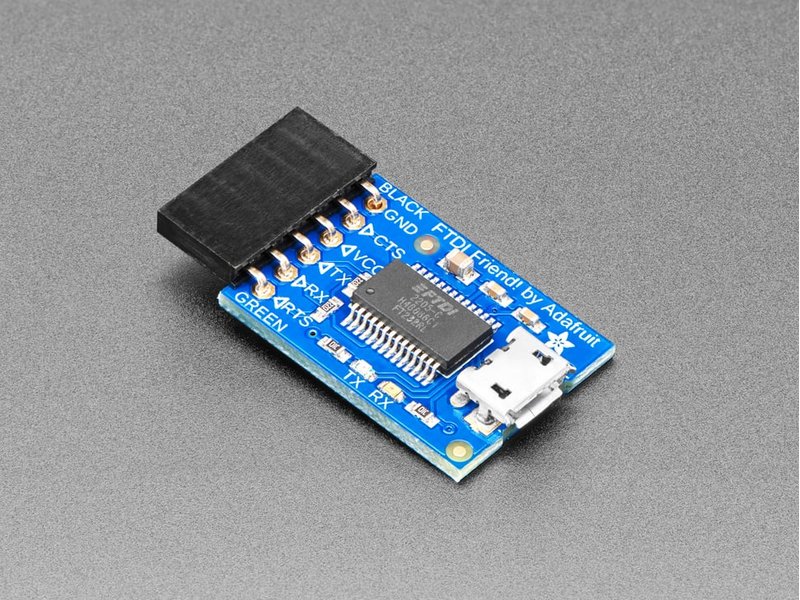 BLACK
GND
CTS
VCC
TX
RX
RTS
GREEN
FTDI Friend! by Adafruit
FTDI
TX RX